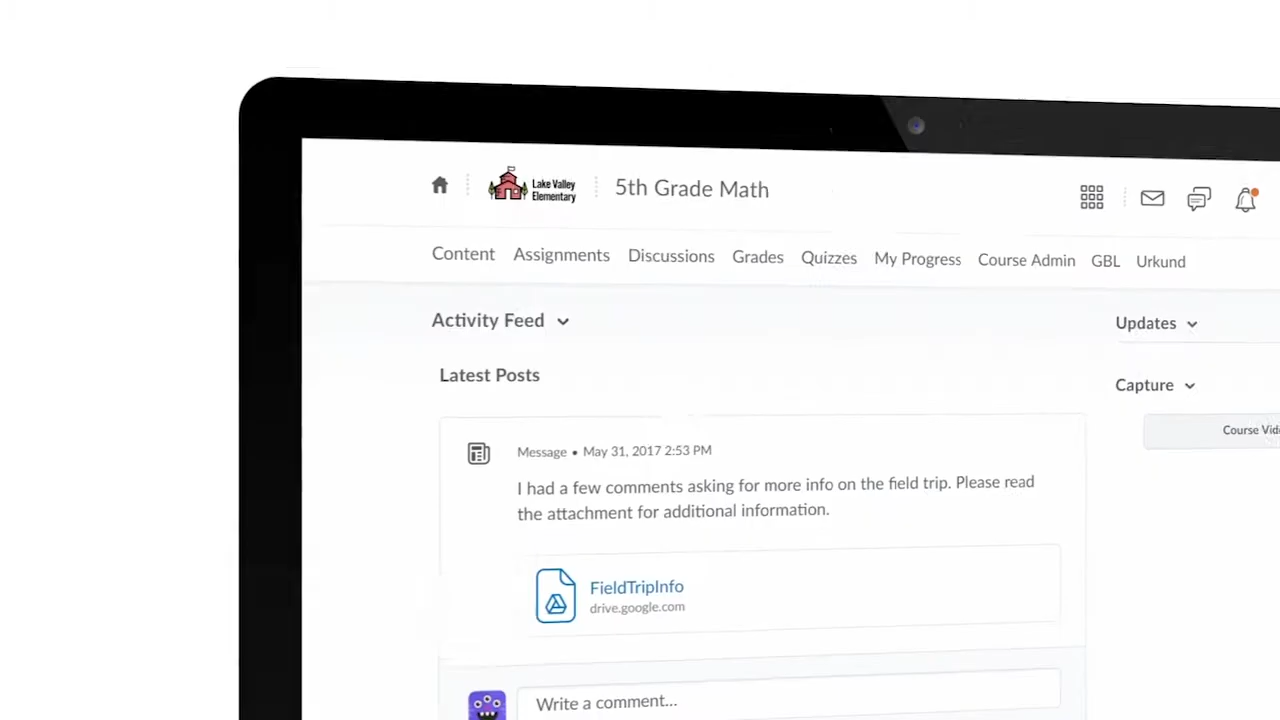 Lake Valley
Elementary
5th Grade Math
Content Assignments Discussions Grades Quizzes My Progress Course Admin GBL Urkund
Activity Feed
Updates
Latest Posts
Capture
Message • May 31, 2017 2:53 PM
Course
I had a few comments asking for more info on the field trip. Please read
the attachment for additional information.
FieldTripInfo
drive.google.com
Write a comment...